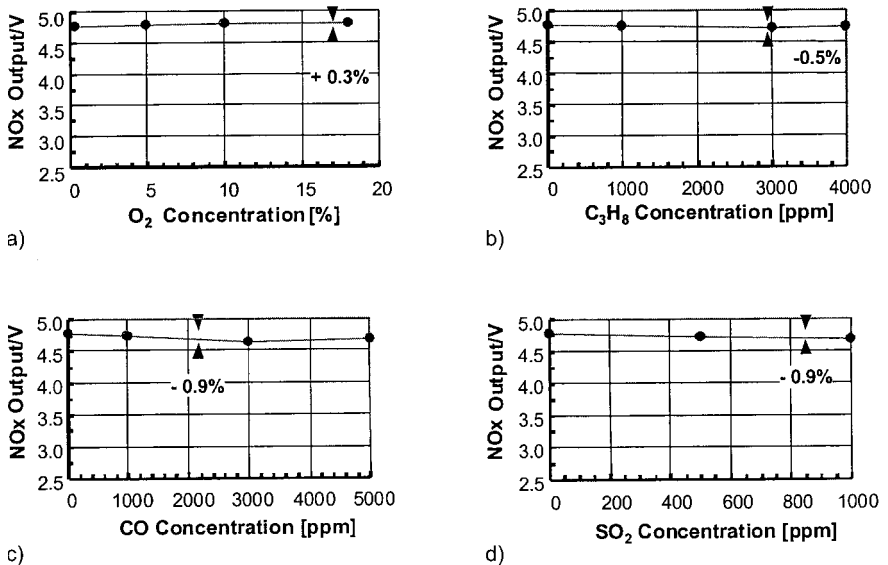 a)
NOx Output/V
5.0
4.5
4.0
3.5
3.0
2.5
+ 0.3%
0 5 10 15 20
O₂ Concentration [%]
b)
NOx Output/V
5.0
4.5
4.0
3.5
3.0
2.5
-0.5%
0 1000 2000 3000 4000
C₃H₈ Concentration [ppm]
c)
NOx Output/V
5.0
4.5
4.0
3.5
3.0
2.5
- 0.9%
0 1000 2000 3000 4000 5000
CO Concentration [ppm]
d)
NOx Output/V
5.0
4.5
4.0
3.5
3.0
2.5
- 0.9%
0 200 400 600 800 1000
SO₂ Concentration [ppm]